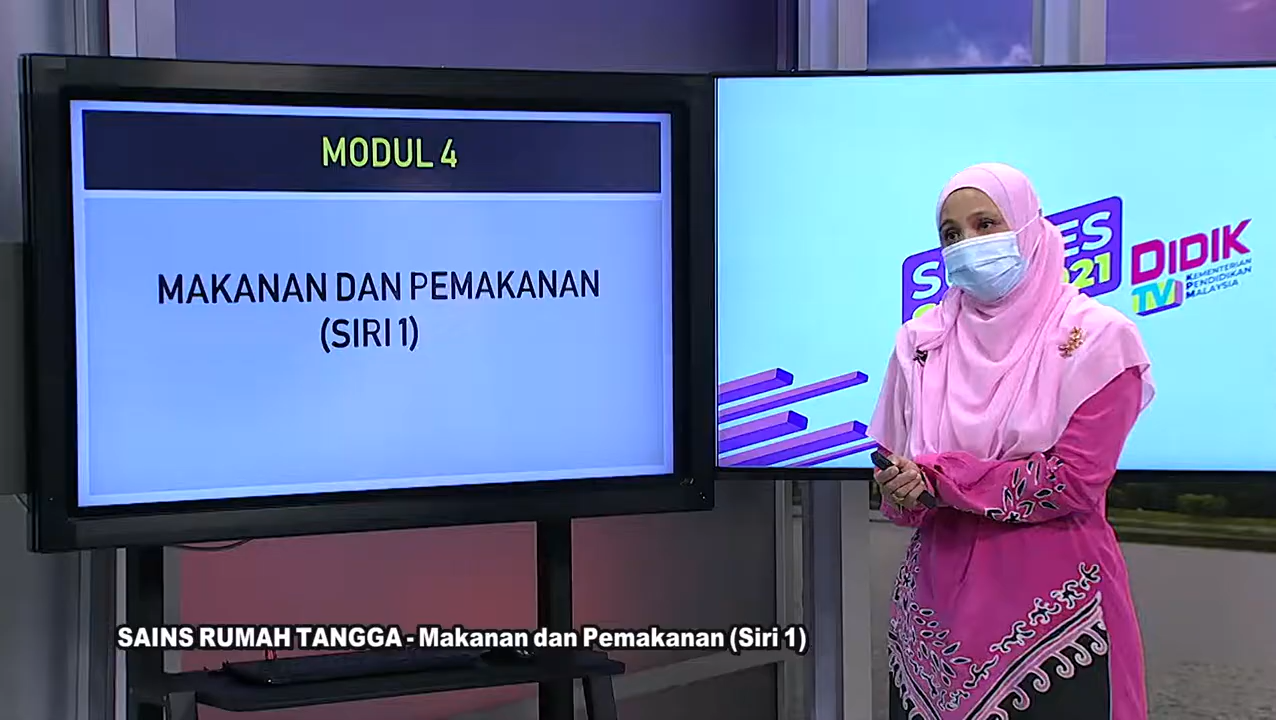 MODUL 4
MAKANAN DAN PEMAKANAN
(SIRI 1)
DIDIK
TV
KEMENTERIAN
PENDIDIKAN
MALAYSIA
SAINS RUMAH TANGGA - Makanan dan Pemakanan (Siri 1)